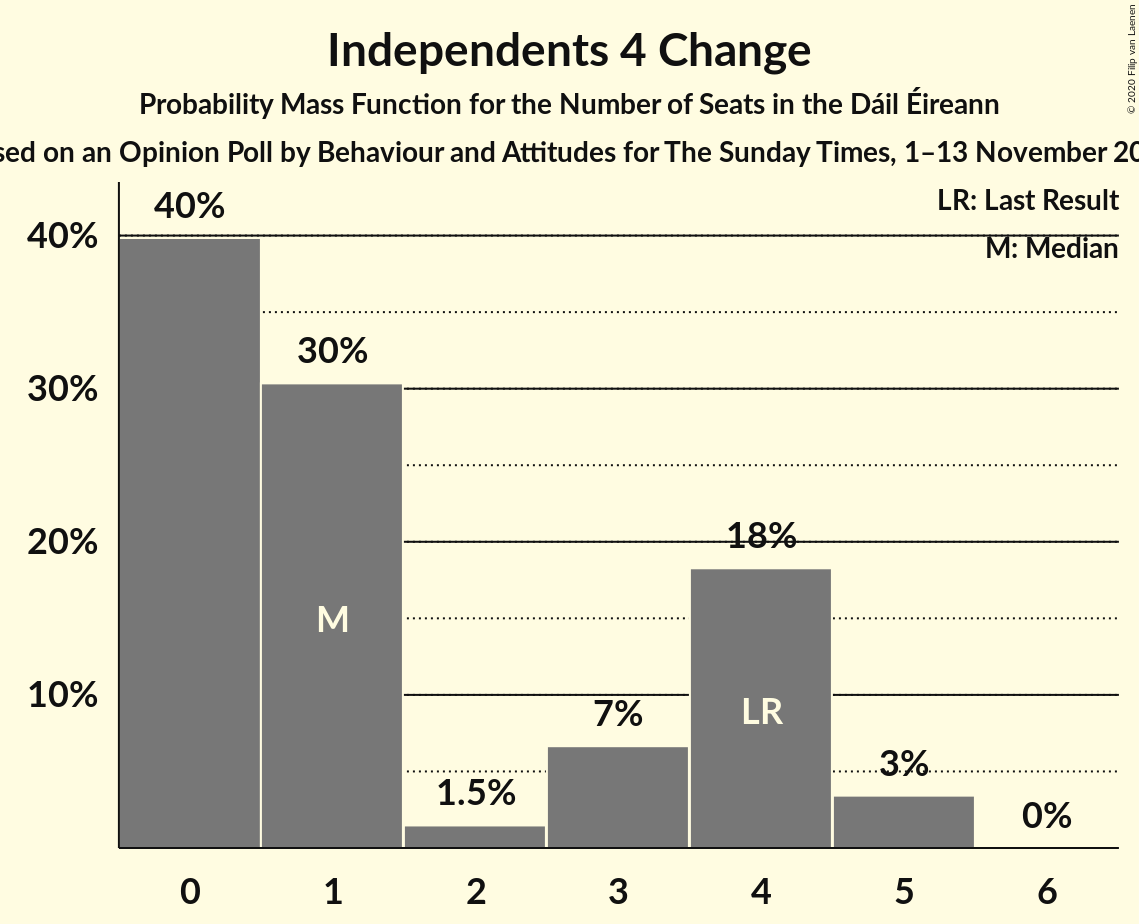 Independents 4 Change
Probability Mass Function for the Number of Seats in the Dáil Éireann
on an Opinion Poll by Behaviour and Attitudes for The Sunday Times, 1–13 November
© 2020 Filip van Laenen
LR: Last Result
M: Median
40%
30%
20%
10%
40%
30%
1.5%
7%
18%
3%
0%
M
LR
0 1 2 3 4 5 6